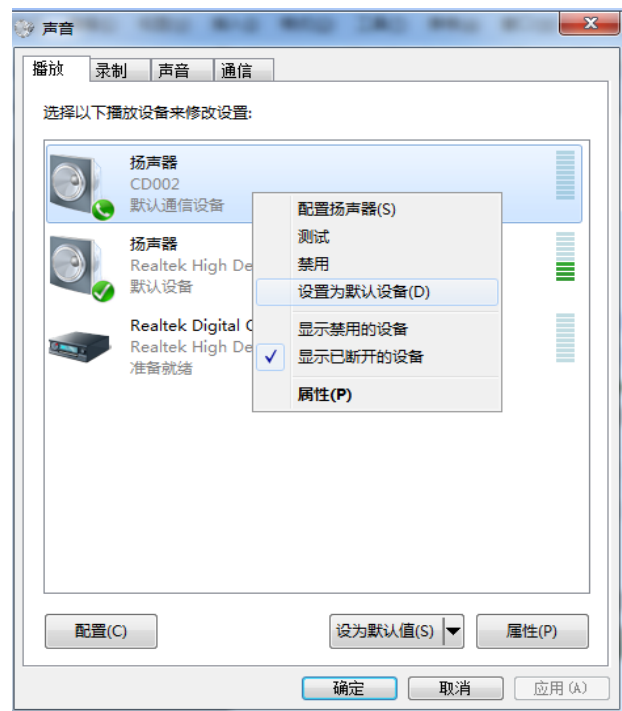 声音
播放 录制 声音 通信
选择以下播放设备来修改设置:
扬声器
CD002
默认通信设备
扬声器
Realtek High De
默认设备
Realtek Digital
Realtek High De
准备就绪
配置扬声器(S)
测试
禁用
设置为默认设备(D)
显示禁用的设备
显示已断开的设备
属性(P)
配置(C) 设为默认值(S) 属性(P)
确定 取消 应用(A)